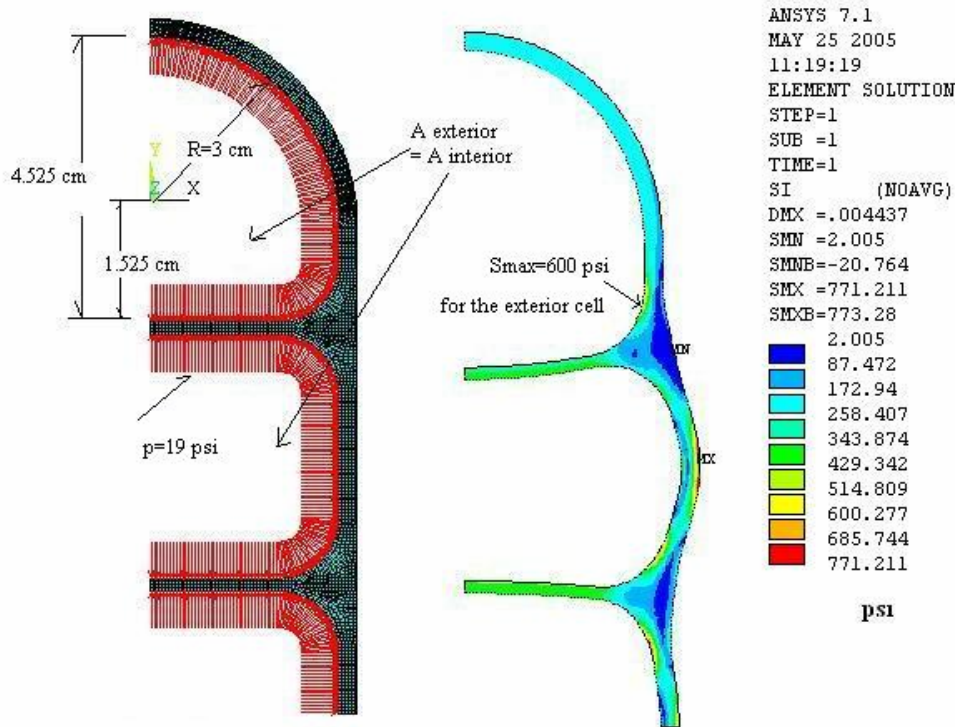 4.525 cm
R=3 cm
Y
Z
X
1.525 cm
A exterior
= A interior
p=19 psi
Smax=600 psi
for the exterior cell
MN
MX
ANSYS 7.1
MAY 25 2005
11:19:19
ELEMENT SOLUTION
STEP=1
SUB =1
TIME=1
SI (NOAVG)
DMX =.004437
SMN =2.005
SMNB=-20.764
SMX =771.211
SMXB=773.28
2.005
87.472
172.94
258.407
343.874
429.342
514.809
600.277
685.744
771.211
psi